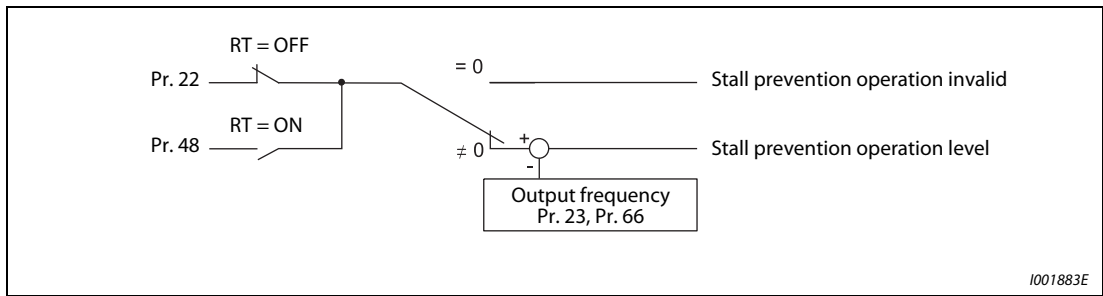 RT = OFF
Pr. 22
= 0
Stall prevention operation invalid
RT = ON
Pr. 48
≠ 0
+
-
Stall prevention operation level
Output frequency
Pr. 23, Pr. 66
I001883E